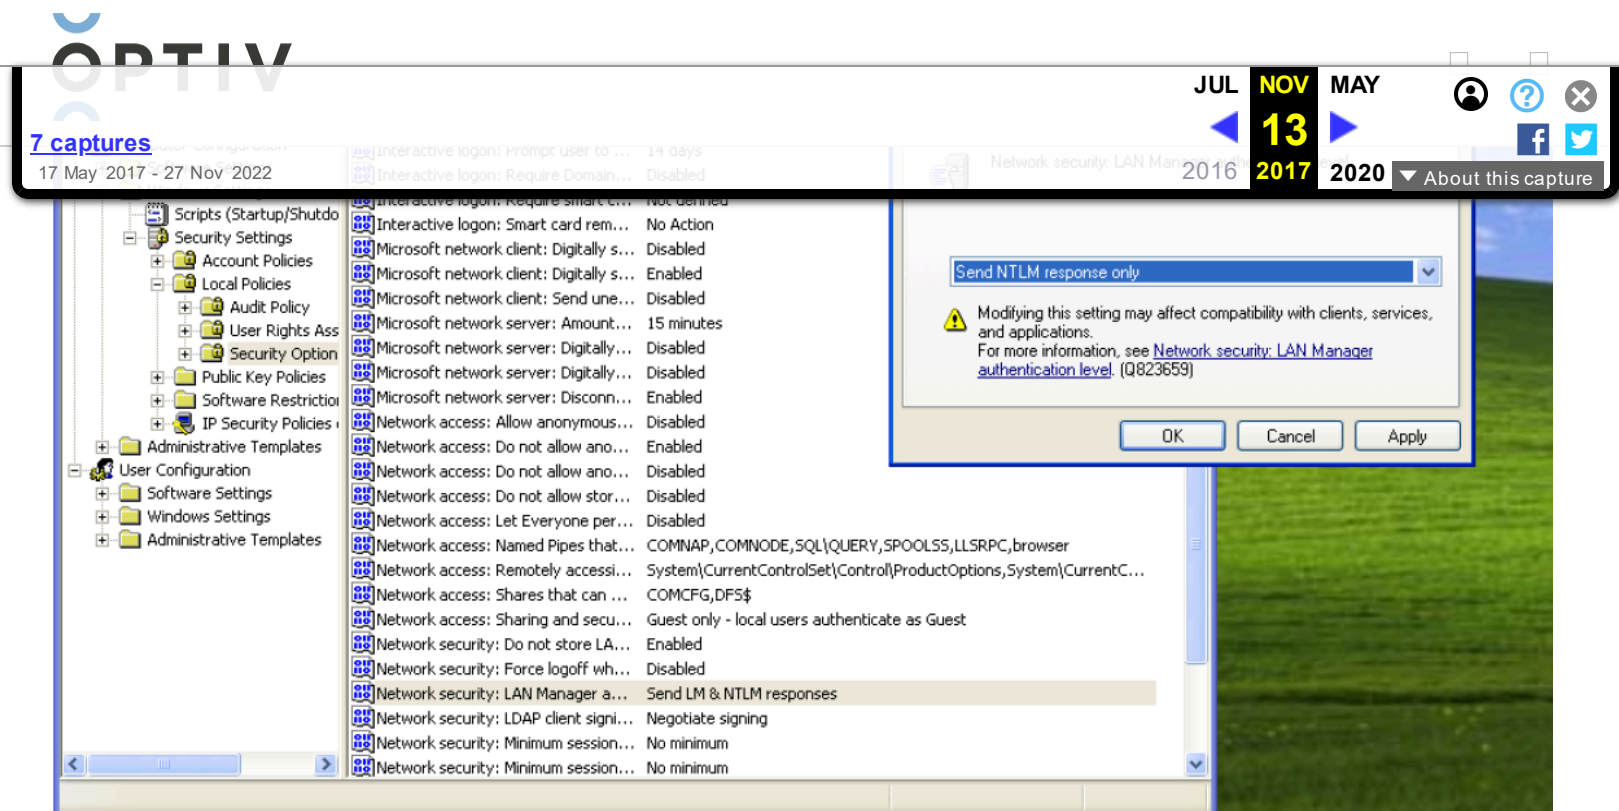 OPTIV
JUL NOV MAY
7 captures
13
17 May 2017 - 27 Nov 2022
2016 2017 2020 About this capture
Interactive logon: Prompt user to ... 14 days
Interactive logon: Require Domain... Disabled
Interactive logon: Require smart c... Not defined
Network security: LAN Manager
Scripts (Startup/Shutdo
Security Settings
Account Policies
Local Policies
Audit Policy
User Rights Ass
Security Option
Public Key Policies
Software Restriction
IP Security Policies
Administrative Templates
User Configuration
Software Settings
Windows Settings
Administrative Templates
Interactive logon: Smart card rem... No Action
Microsoft network client: Digitally s... Disabled
Microsoft network client: Digitally s... Enabled
Microsoft network client: Send une... Disabled
Microsoft network server: Amount... 15 minutes
Microsoft network server: Digitally... Disabled
Microsoft network server: Digitally... Disabled
Microsoft network server: Disconn... Enabled
Network access: Allow anonymous... Disabled
Network access: Do not allow ano... Enabled
Network access: Do not allow ano... Disabled
Network access: Do not allow stor... Disabled
Network access: Let Everyone per... Disabled
Network access: Named Pipes that... COMNAP,COMNODE,SQL\QUERY,SPOOLSS,LLSRPC,browser
Network access: Remotely accessi... System\CurrentControlSet\Control\ProductOptions,System\CurrentC...
Network access: Shares that can ... COMCFG,DFS$
Network access: Sharing and secu... Guest only - local users authenticate as Guest
Network security: Do not store LA... Enabled
Network security: Force logoff wh... Disabled
Network security: LAN Manager a... Send LM & NTLM responses
Network security: LDAP client signi... Negotiate signing
Network security: Minimum session... No minimum
Network security: Minimum session... No minimum
Send NTLM response only
Modifying this setting may affect compatibility with clients, services,
and applications.
For more information, see Network security: LAN Manager
authentication level. (Q823659)
OK Cancel Apply